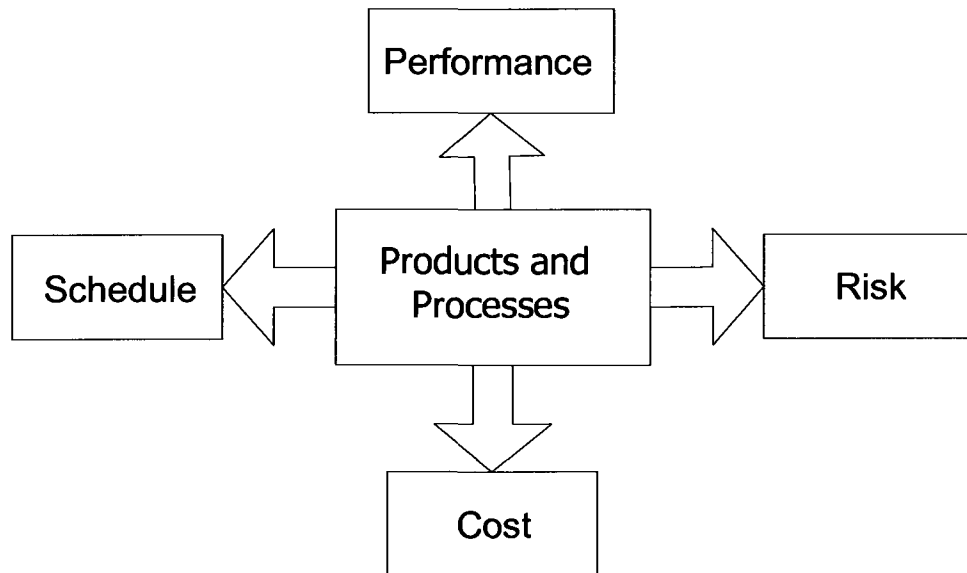 Performance
Schedule
Products and
Processes
Risk
Cost